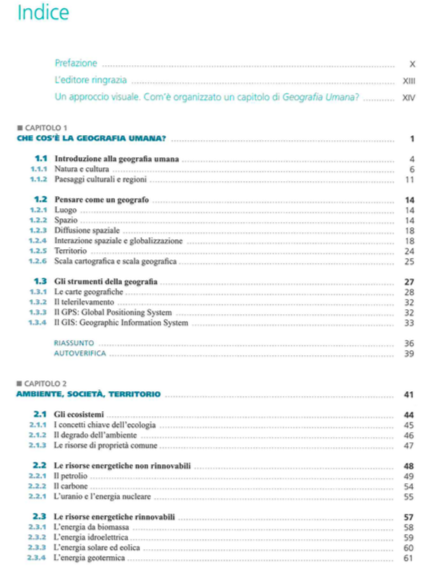 Indice
Prefazione X
L'editore ringrazia XIII
Un approccio visuale. Com'è organizzato un capitolo di Geografia Umana? XIV
CAPITOLO 1
CHE COS'È LA GEOGRAFIA UMANA? 1
1.1 Introduzione alla geografia umana 4
1.1.1 Natura e cultura 6
1.1.2 Paesaggi culturali e regioni 11
1.2 Pensare come un geografo 14
1.2.1 Luogo 14
1.2.2 Spazio 14
1.2.3 Diffusione spaziale 18
1.2.4 Interazione spaziale e globalizzazione 18
1.2.5 Territorio 24
1.2.6 Scala cartografica e scala geografica 25
1.3 Gli strumenti della geografia 27
1.3.1 Le carte geografiche 28
1.3.2 Il telerilevamento 32
1.3.3 Il GPS: Global Positioning System 32
1.3.4 Il GIS: Geographic Information System 33
RIASSUNTO 36
AUTOVERIFICA 39
CAPITOLO 2
AMBIENTE, SOCIETÀ, TERRITORIO 41
2.1 Gli ecosistemi 44
2.1.1 I concetti chiave dell'ecologia 45
2.1.2 Il degrado dell'ambiente 46
2.1.3 Le risorse di proprietà comune 47
2.2 Le risorse energetiche non rinnovabili 48
2.2.1 Il petrolio 49
2.2.2 Il carbone 54
2.2.1 L'uranio e l'energia nucleare 55
2.3 Le risorse energetiche rinnovabili 57
2.3.1 L'energia da biomassa 58
2.3.2 L'energia idroelettrica 59
2.3.3 L'energia solare ed eolica 60
2.3.4 L'energia geotermica 61